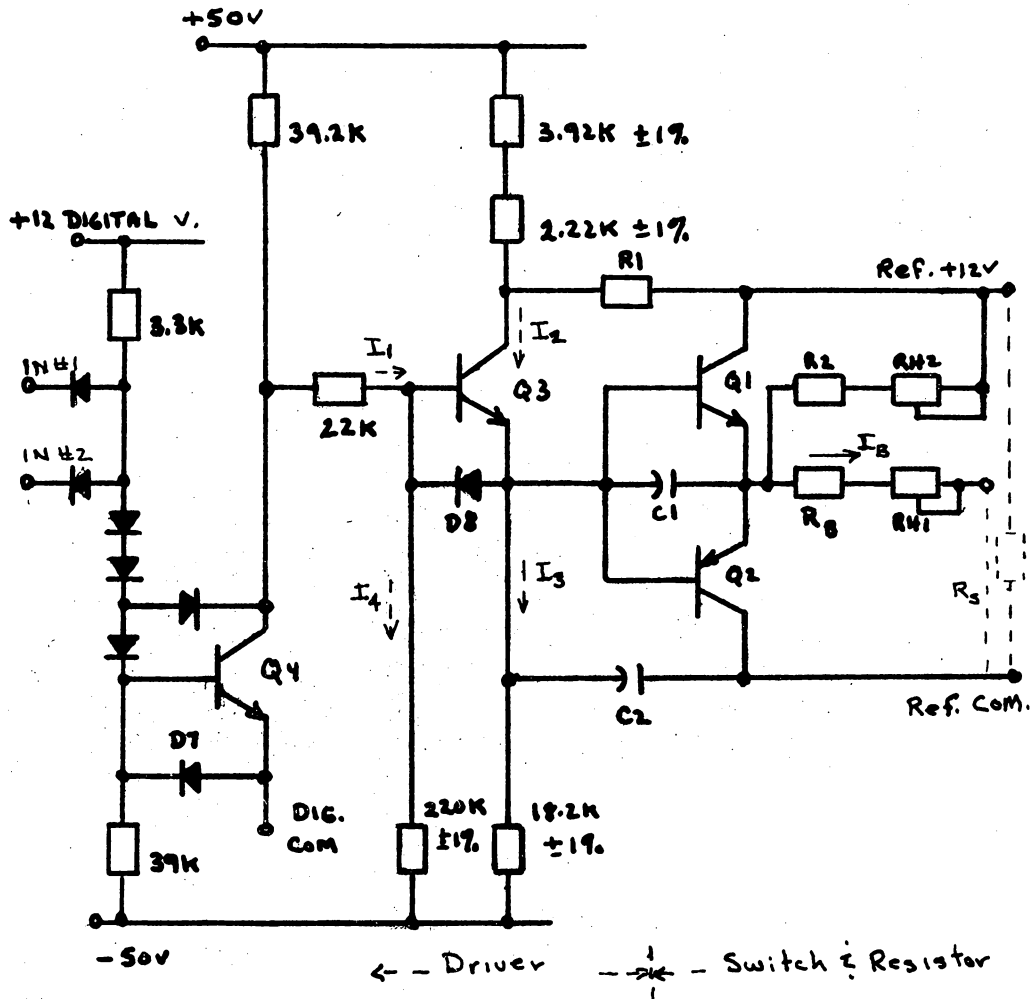 +50V
39.2K
3.92K ±1%
2.22K ±1%
+12 DIGITAL V.
3.3K
IN #1
IN #2
R1
Ref. +12V
I1
I2
Q3
22K
Q1
R2
RH2
IB
D8
C1
RB
RH1
I4
I3
Q2
RS
Q4
C2
Ref. Com.
D7
DIG.
COM
39K
220K
±1%
18.2K
±1%
-50V
Driver
Switch & Resistor